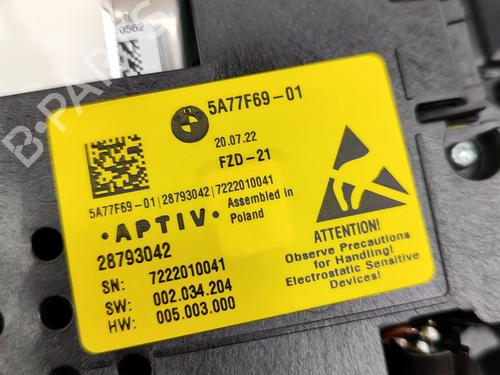 0562
B-PARTS
5A77F69-01
20.07.22
FZD-21
5A77F69-01|28793042|7222010041
•APTIV•
Assembled in
Poland
28793042
SN: 7222010041
SW: 002.034.204
HW: 005.003.000
ATTENTION!
Observe Precautions
for Handling!
Electrostatic Sensitive
Devices!